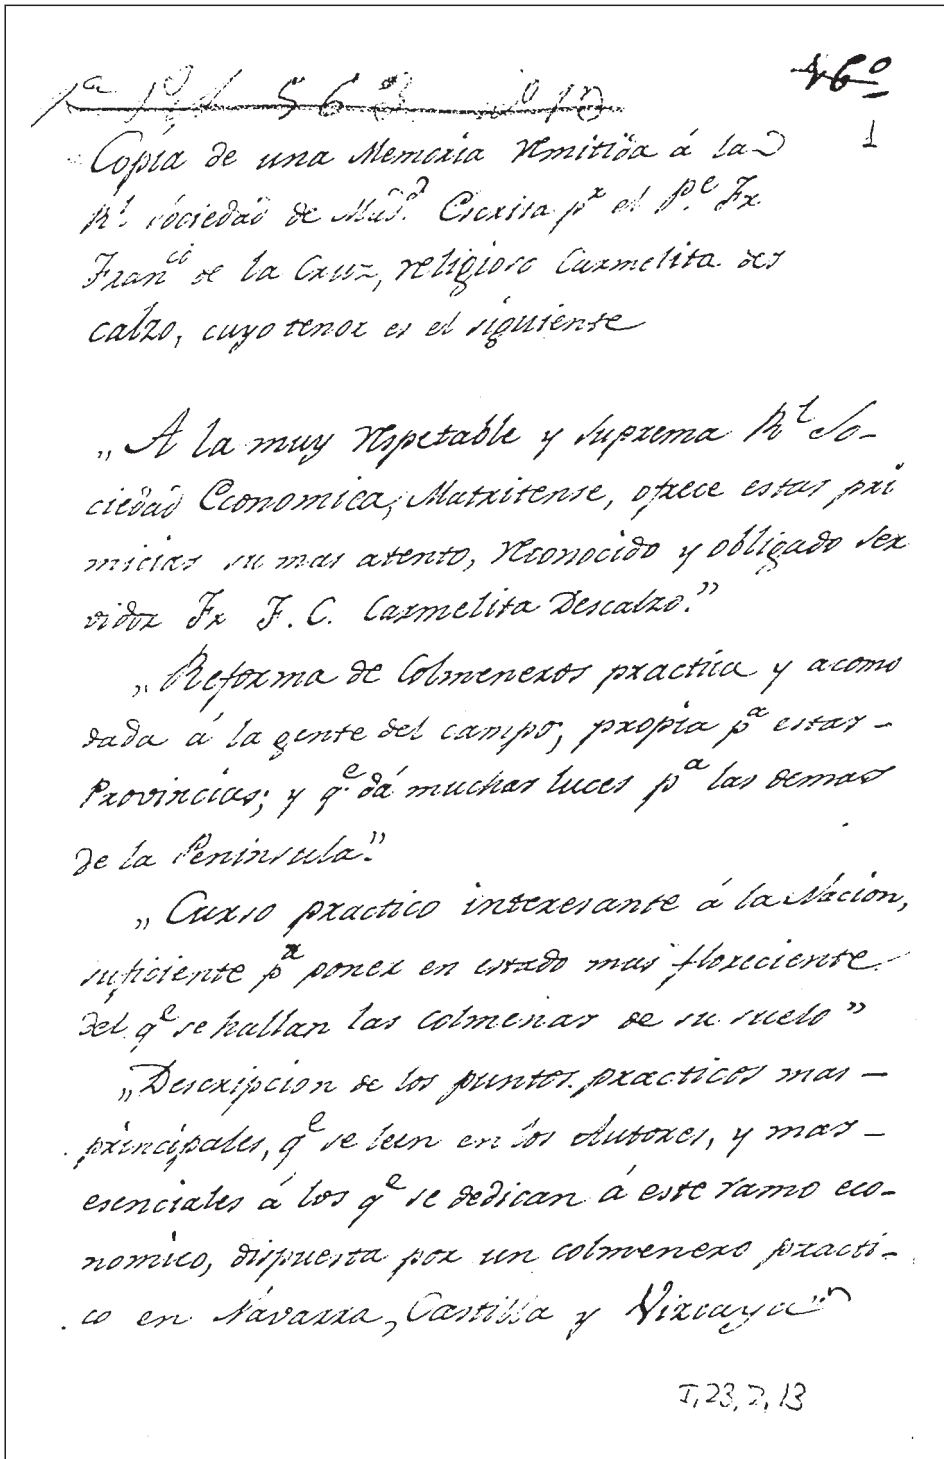 46º
1
Copia de una Memoria remitida á la
Rl. Sociedad de Madd. Escrita pr el P.e Fr.
Franco de la Cruz, religioso Carmelita des
calzo, cuyo tenor es el siguiente
„A la muy respetable y suprema Rl So-
ciedad Economica, Matritense, ofrece estas pri
micias su mas atento, reconocido y obligado ser
vidor Fr F. C. Carmelita Descalzo."
„Reforma de Colmeneros practica y acomo
dada á la gente del campo, propia pa estas-
Provincias; y qe dá muchas luces pa las demas
de la Peninsula."
„Curso practico interesante á la Nacion,
suficiente pa poner en estado mas floreciente
del qe se hallan las colmenas de su suelo"
„Descripcion de los puntos practicos mas-
principales, qe se leen en los Autores, y mas-
esenciales á los qe se dedican á este ramo eco-
nomico, dispuesta por un colmenero practi-
co en Navarra, Castilla y Vizcaya"
I,23,2,13